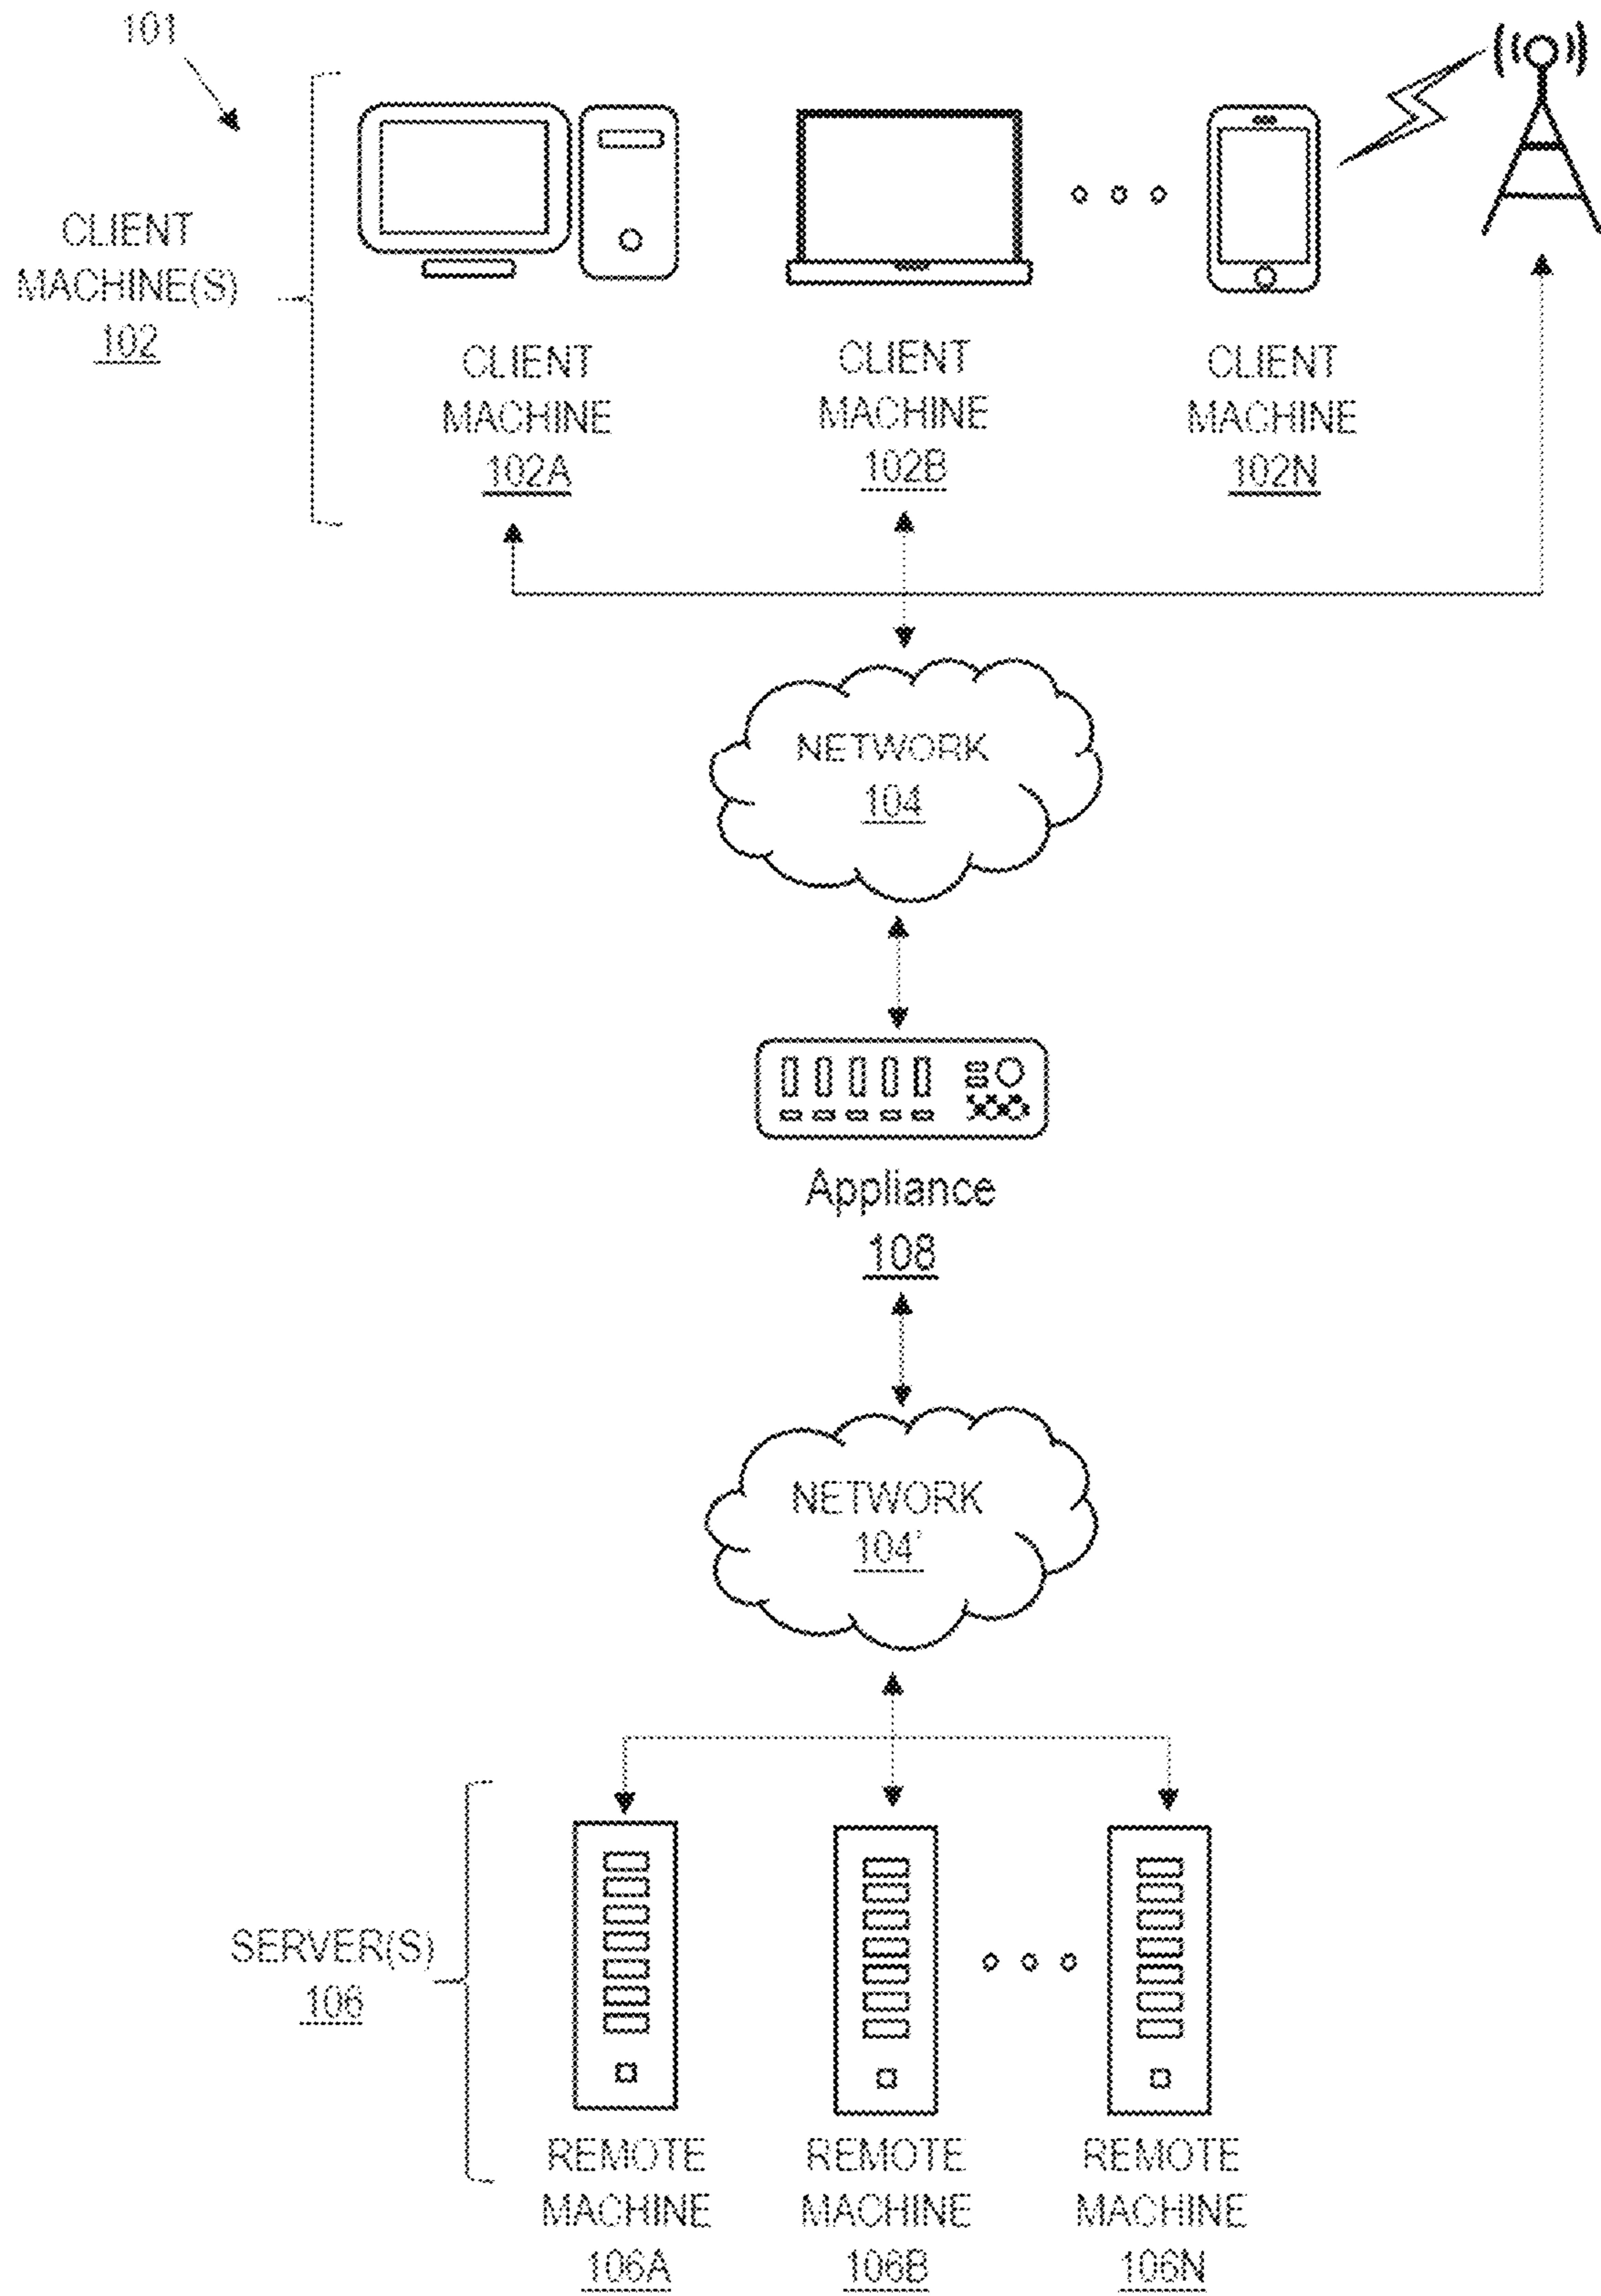 101
CLIENT
MACHINE(S)
102
CLIENT
MACHINE
102A
CLIENT
MACHINE
102B
CLIENT
MACHINE
102N
NETWORK
104
Appliance
108
NETWORK
104'
SERVER(S)
106
REMOTE
MACHINE
106A
REMOTE
MACHINE
106B
REMOTE
MACHINE
106N